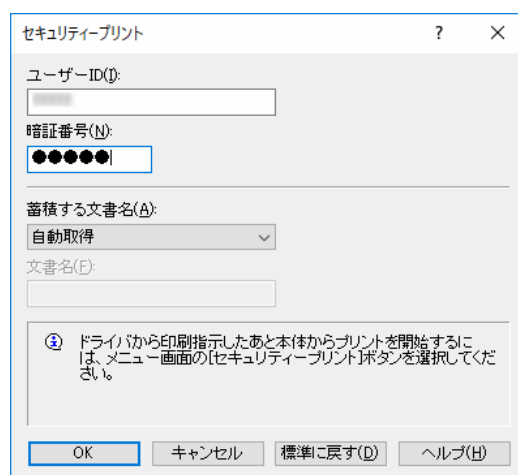 セキュリティープリント ?
ユーザーID(I):
暗証番号(N):
●●●●●
蓄積する文書名(A):
自動取得
文書名(F):
ドライバから印刷指示したあと本体からプリントを開始するに
は、メニュー画面の[セキュリティープリント]ボタンを選択してくだ
さい。
OK キャンセル 標準に戻す(D) ヘルプ(H)